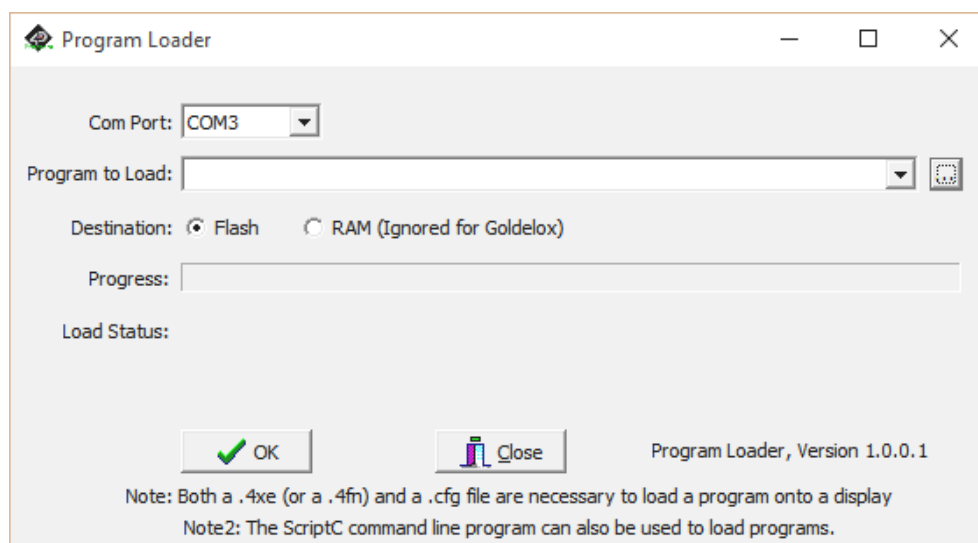 Program Loader
Com Port: COM3
Program to Load:
Destination: Flash RAM (Ignored for Goldelox)
Progress:
Load Status:
OK Close Program Loader, Version 1.0.0.1
Note: Both a .4xe (or a .4fn) and a .cfg file are necessary to load a program onto a display
Note2: The ScriptC command line program can also be used to load programs.